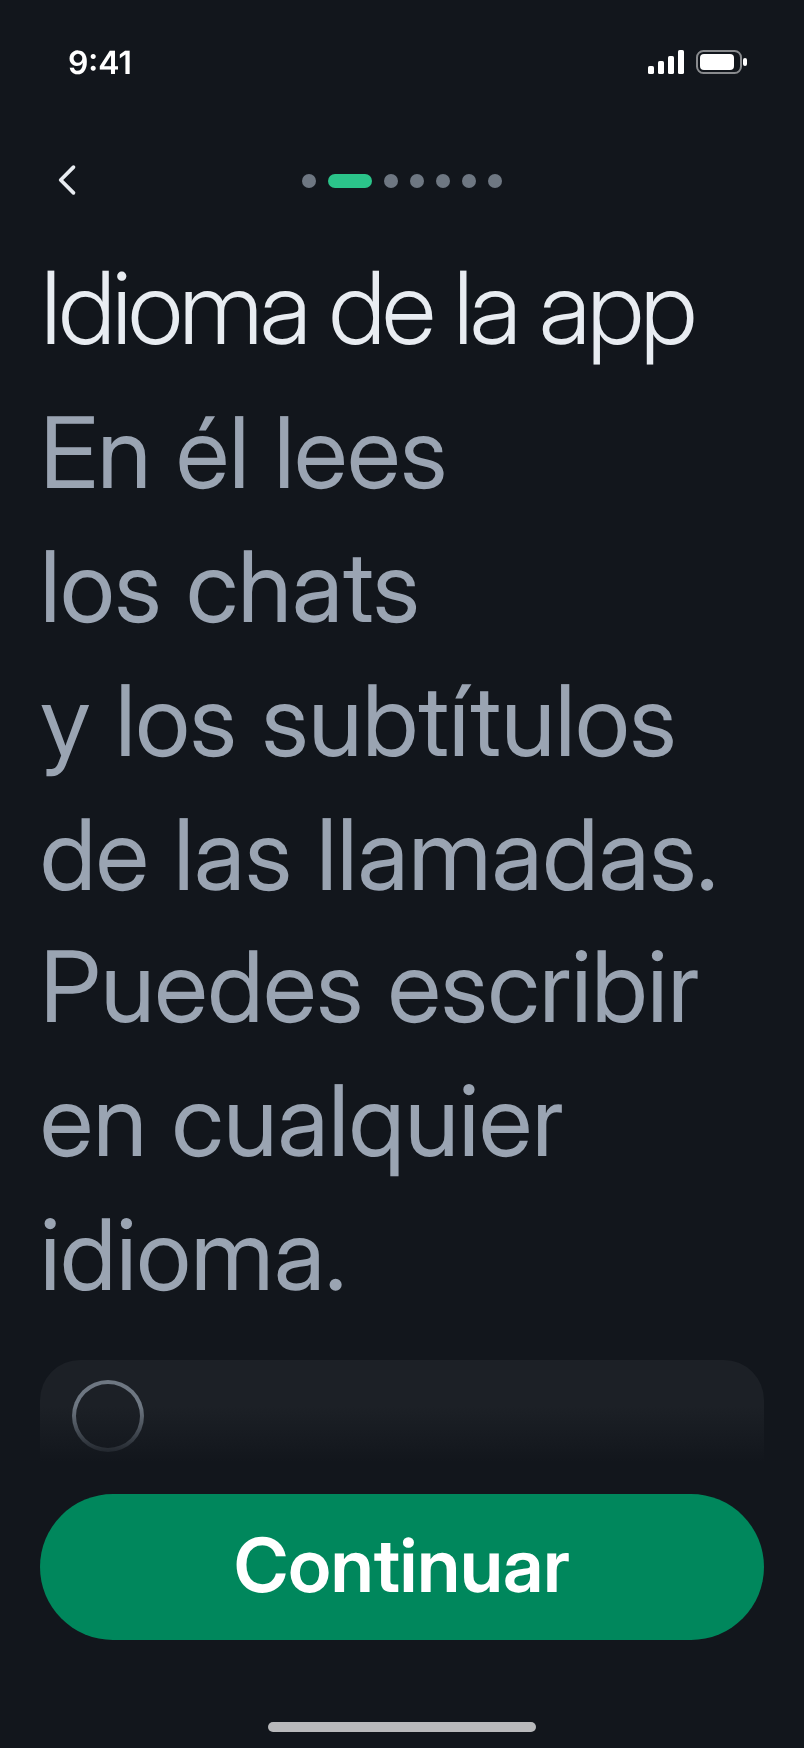 9:41
Idioma de la app
En él lees
los chats
y los subtítulos
de las llamadas.
Puedes escribir
en cualquier
idioma.
Continuar